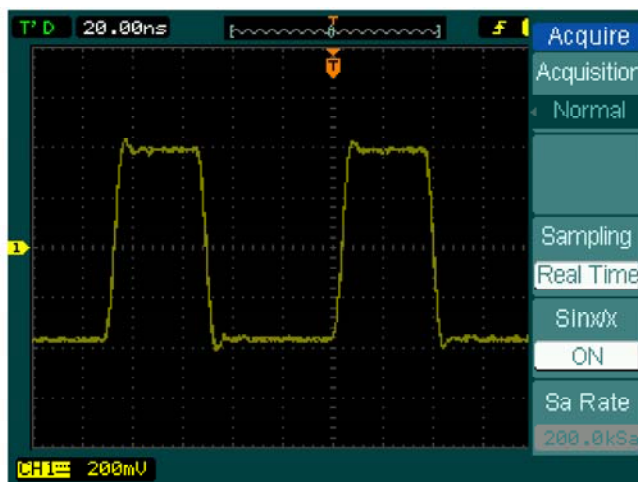 T'D 20.00ns
T
T
1
Acquire
Acquisition
Normal
Sampling
Real Time
Sinx/x
ON
Sa Rate
200.0kSa
CH1 200mV